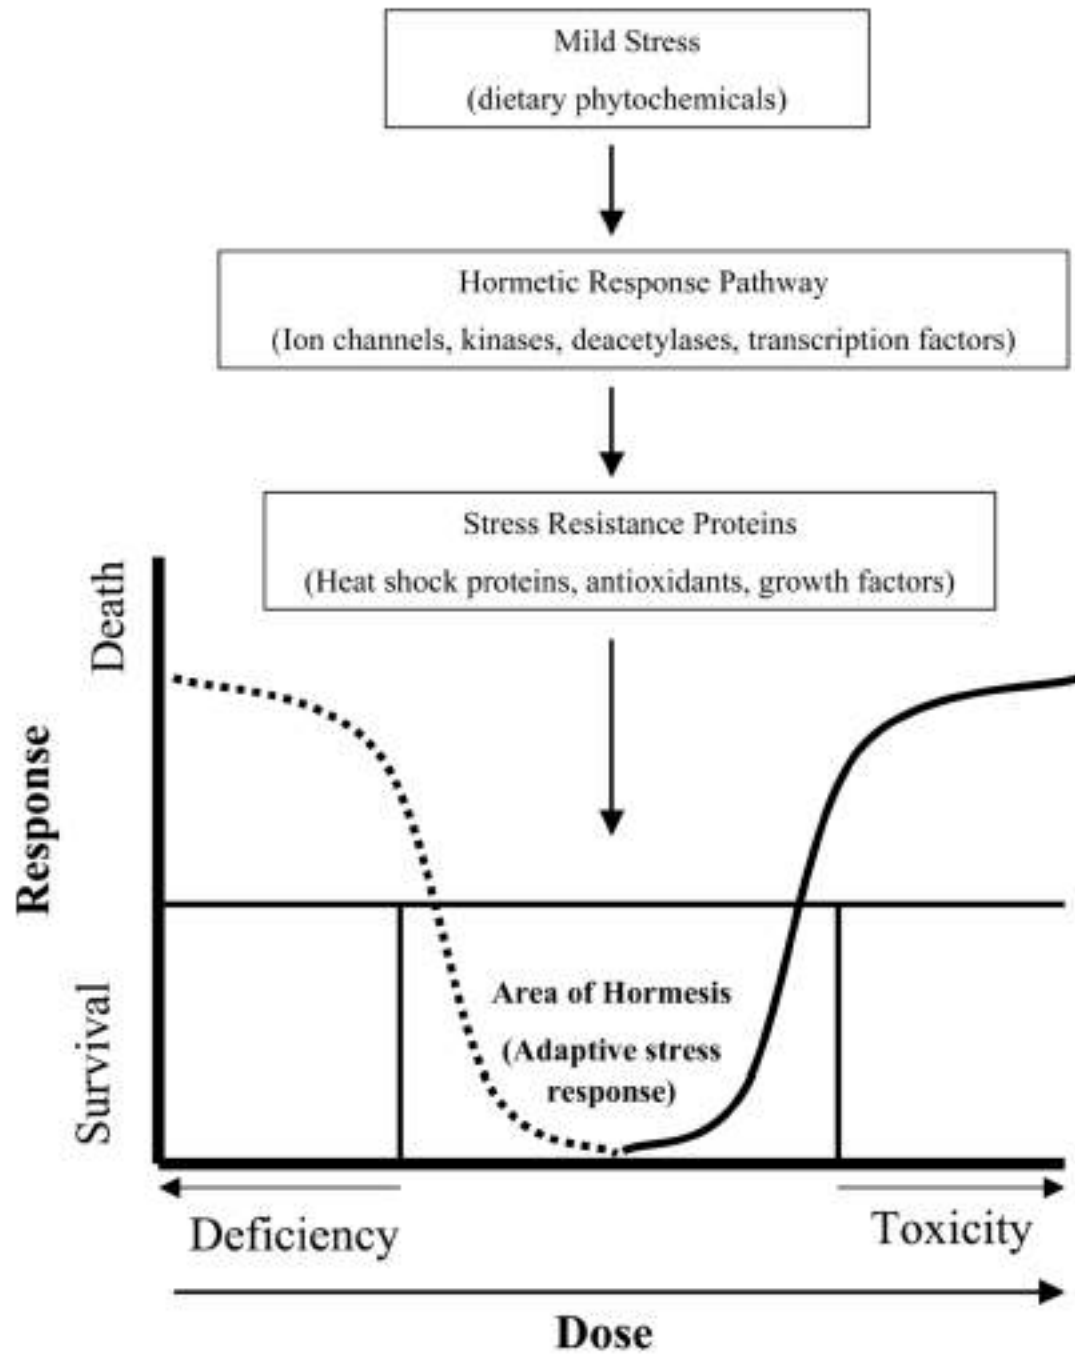 Mild Stress
(dietary phytochemicals)
Hormetic Response Pathway
(Ion channels, kinases, deacetylases, transcription factors)
Stress Resistance Proteins
(Heat shock proteins, antioxidants, growth factors)
Death
Response
Survival
Area of Hormesis
(Adaptive stress
response)
Deficiency
Toxicity
Dose